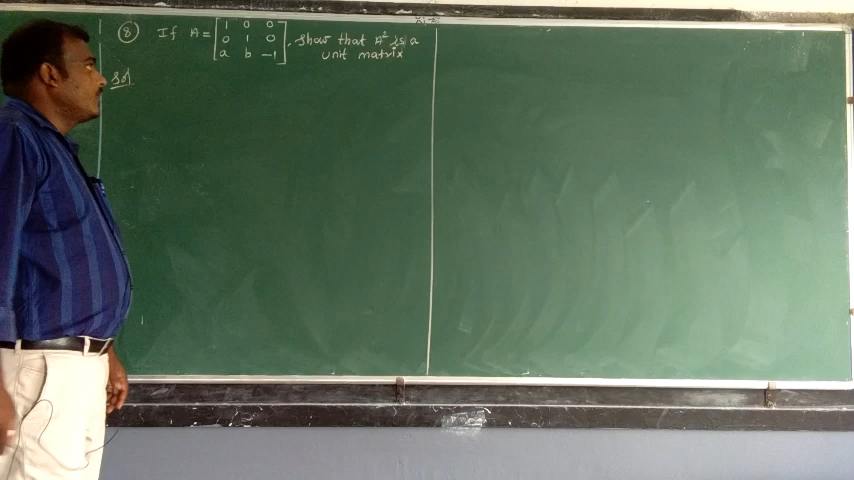 ⑧ If A = [1 0 0; 0 1 0; a b -1], show that A² is a
unit matrix
Sol